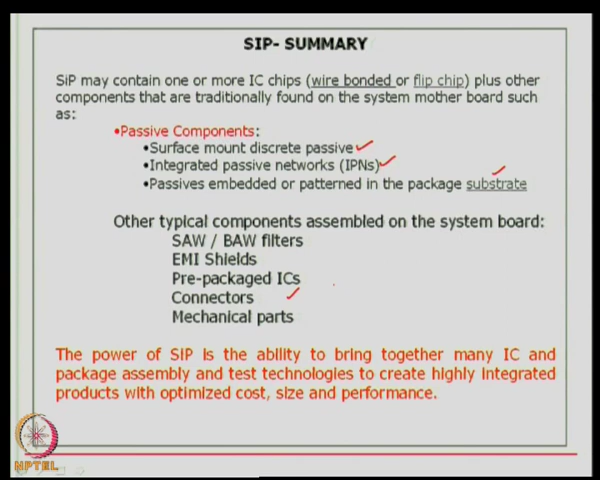 SIP- SUMMARY
SiP may contain one or more IC chips (wire bonded or flip chip) plus other
components that are traditionally found on the system mother board such
as:
•Passive Components:
•Surface mount discrete passive
•Integrated passive networks (IPNs)
•Passives embedded or patterned in the package substrate
Other typical components assembled on the system board:
SAW / BAW filters
EMI Shields
Pre-packaged ICs
Connectors
Mechanical parts
The power of SiP is the ability to bring together many IC and
package assembly and test technologies to create highly integrated
products with optimized cost, size and performance.
NPTEL